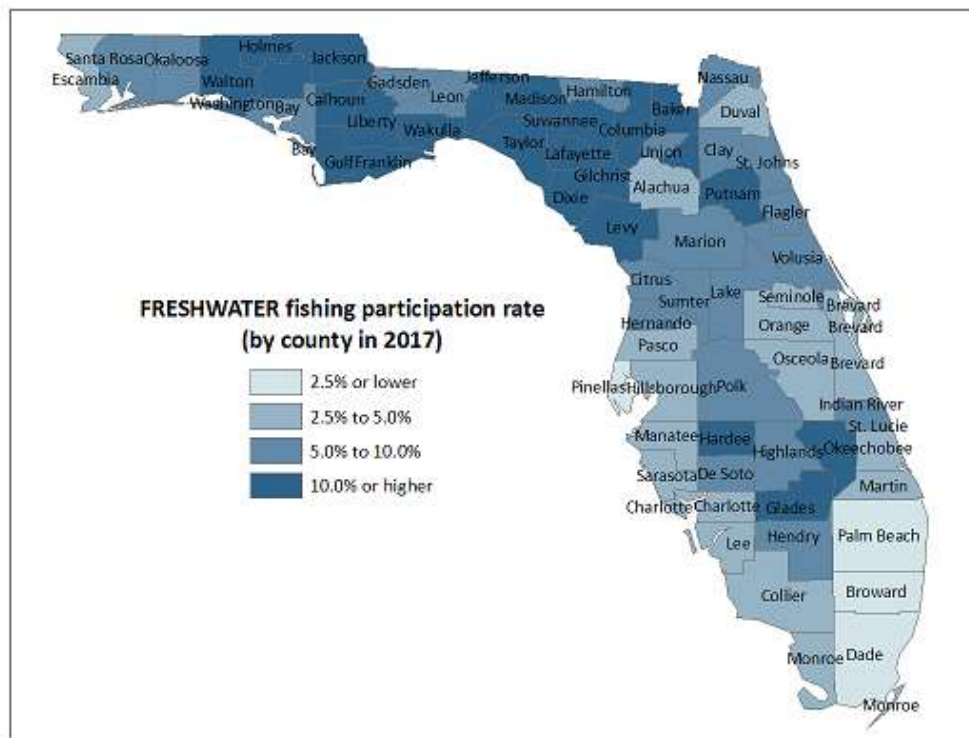 Holmes
Santa Rosa Okaloosa Jackson
Escambia Walton Gadsden Jefferson Nassau
Washington Bay Calhoun Leon Madison Hamilton Baker Duval
Liberty Wakulla Suwannee Columbia
Bay Taylor Lafayette Union Clay St. Johns
Gulf Franklin Gilchrist
Dixie Alachua Putnam
Levy Flagler
Marion
Volusia
Citrus
Sumter Lake Seminole Brevard
FRESHWATER fishing participation rate
(by county in 2017)
Hernando Orange Brevard
Pasco Osceola Brevard
2.5% or lower
Pinellas Hillsborough Polk
2.5% to 5.0%
Indian River
St. Lucie
Manatee Hardee Highlands Okeechobee
5.0% to 10.0%
Sarasota De Soto Martin
10.0% or higher
Charlotte Charlotte Glades
Lee Hendry Palm Beach
Collier Broward
Monroe Dade
Monroe